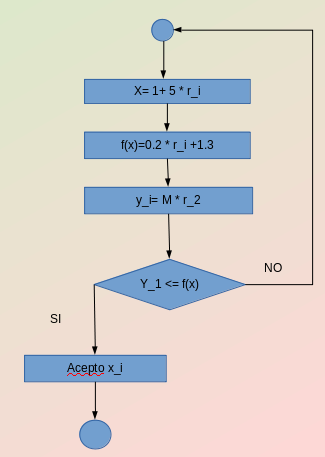 X= 1+ 5 * r_i
f(x)=0.2 * r_i +1.3
y_i= M * r_2
Y_1 <= f(x)
NO
SI
Acepto x_i